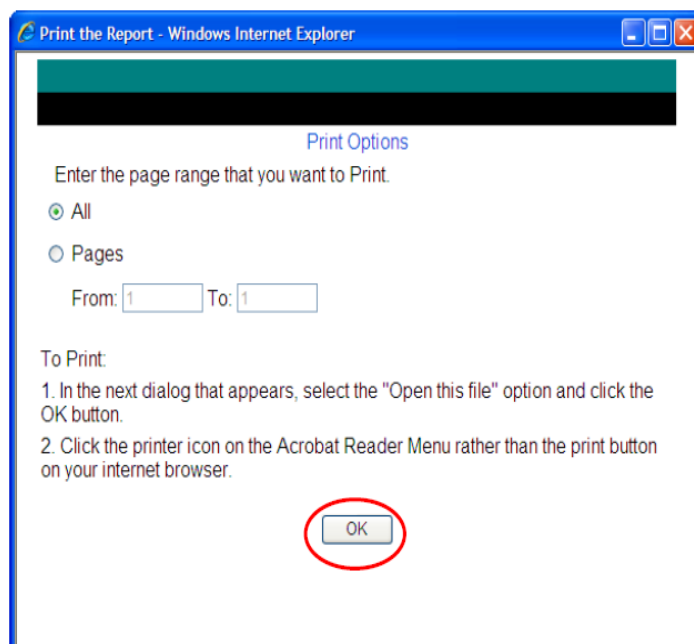 Print the Report - Windows Internet Explorer
Print Options
Enter the page range that you want to Print.
All
Pages
From: 1 To: 1
To Print:
1. In the next dialog that appears, select the "Open this file" option and click the
OK button.
2. Click the printer icon on the Acrobat Reader Menu rather than the print button
on your internet browser.
OK